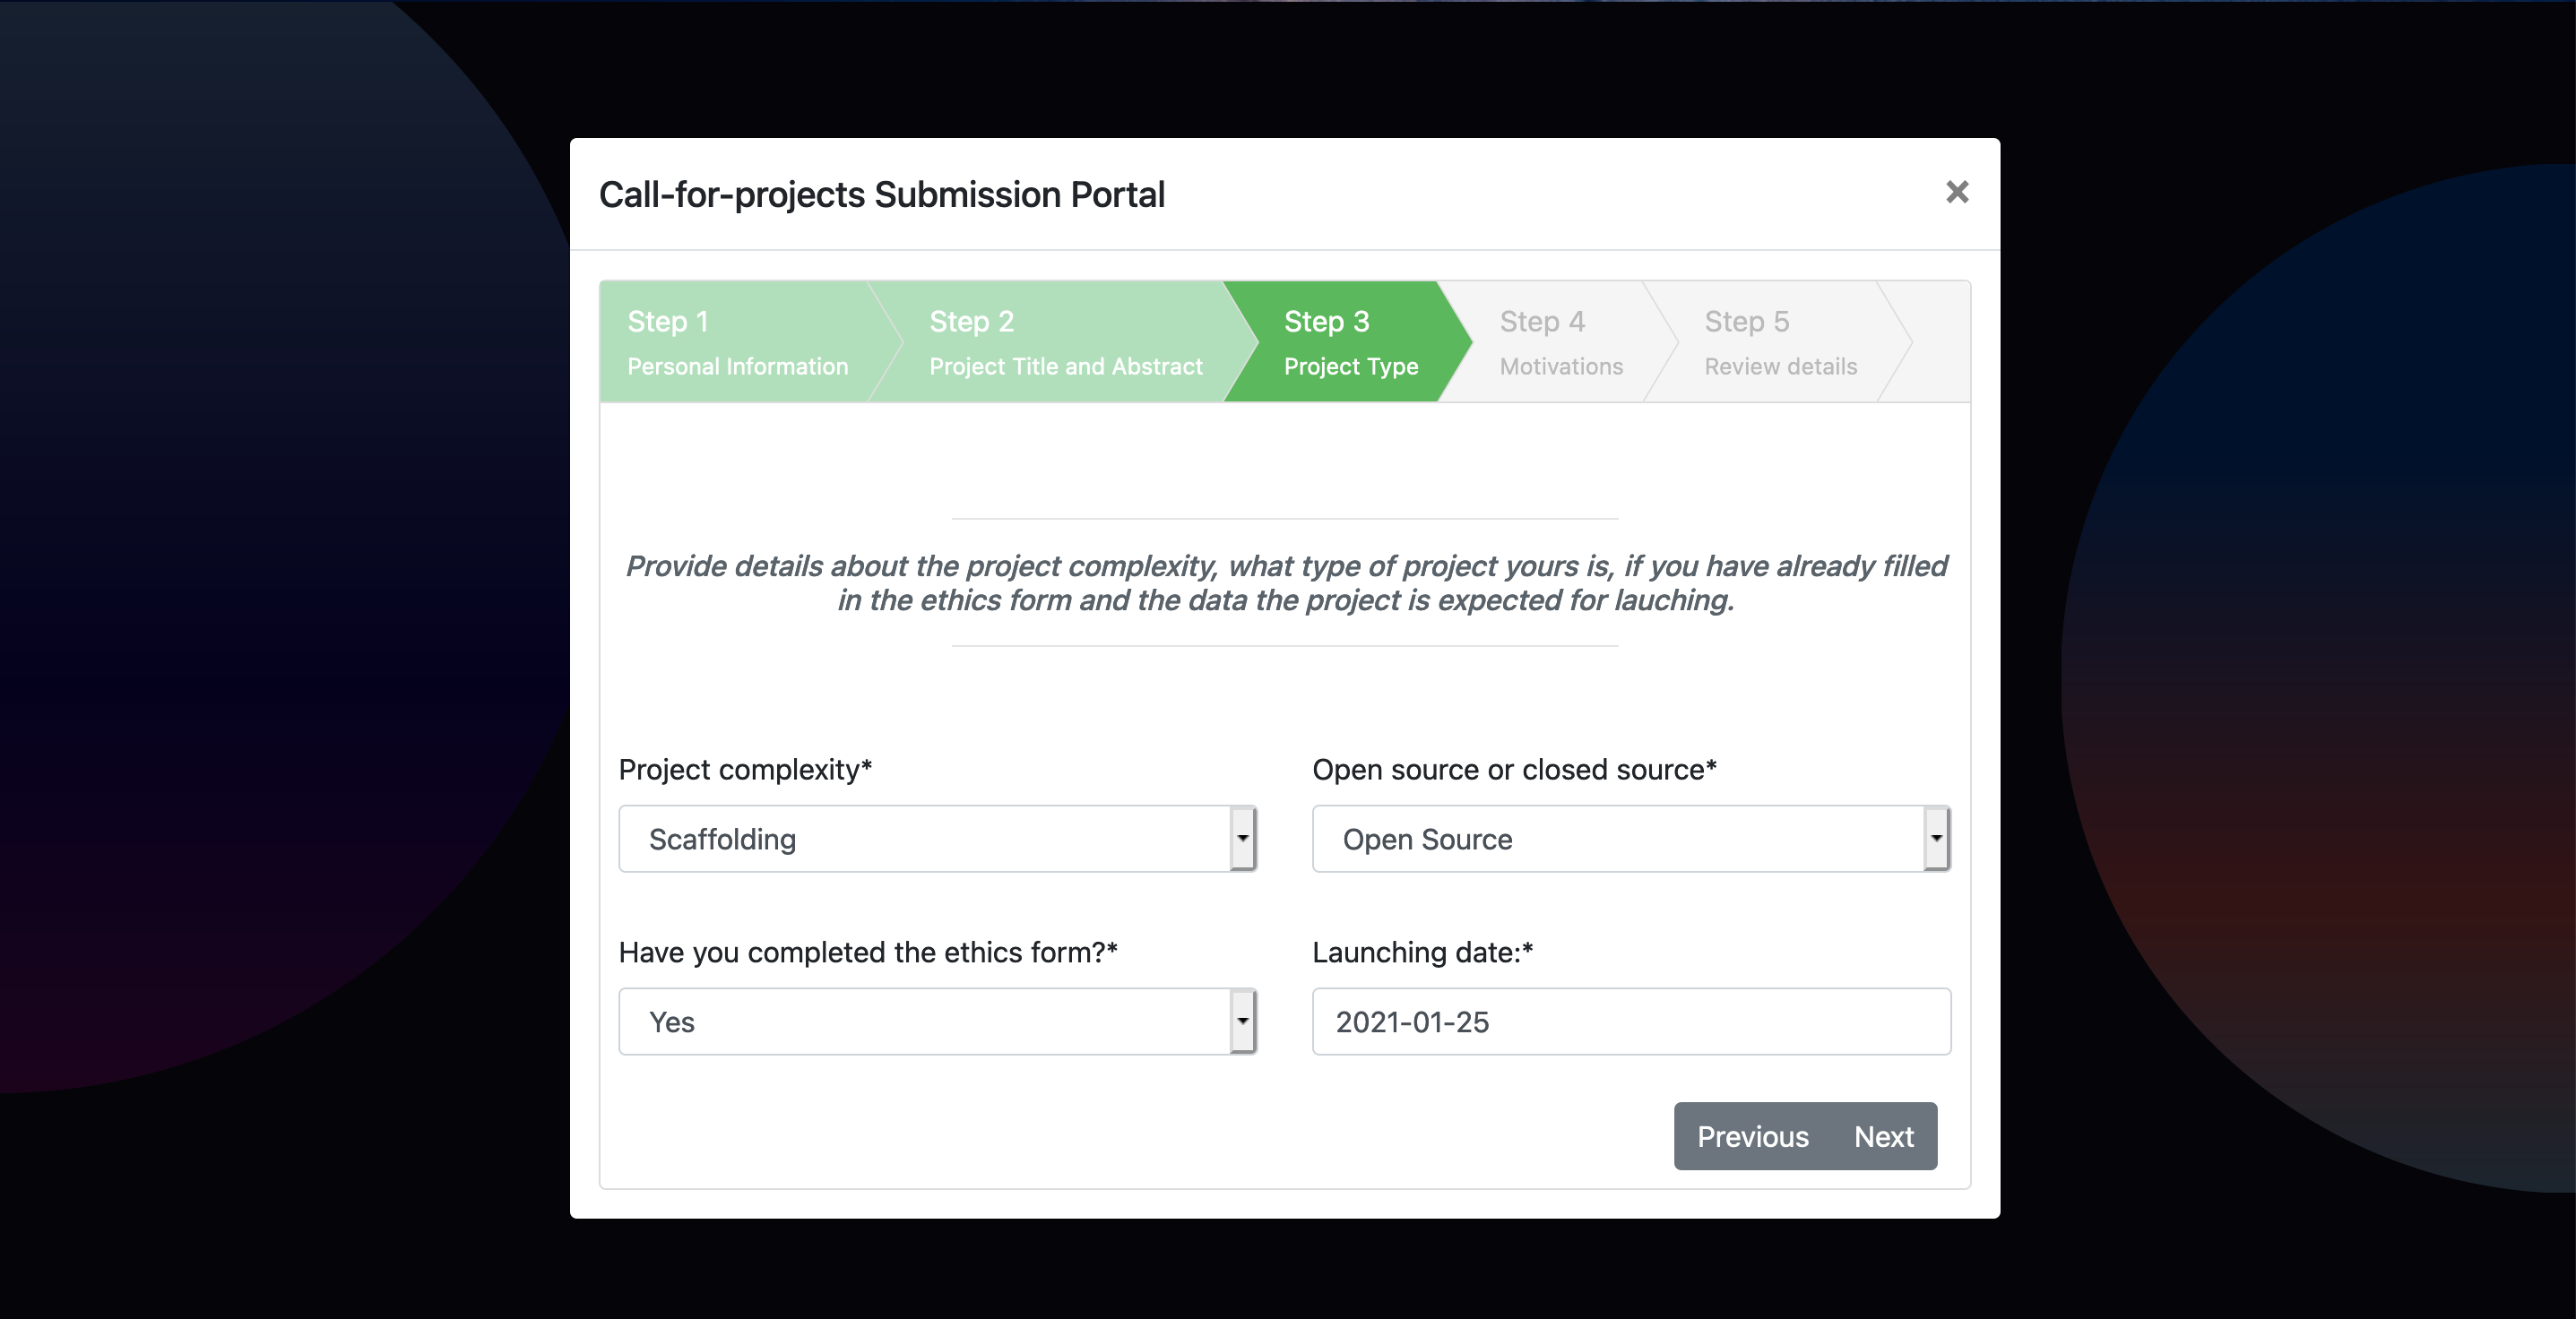 Call-for-projects Submission Portal
×
Step 1
Personal Information
Step 2
Project Title and Abstract
Step 3
Project Type
Step 4
Motivations
Step 5
Review details
Provide details about the project complexity, what type of project yours is, if you have already filled
in the ethics form and the data the project is expected for lauching.
Project complexity*
Open source or closed source*
Scaffolding
Open Source
Have you completed the ethics form?*
Launching date:*
Yes
2021-01-25
Previous
Next